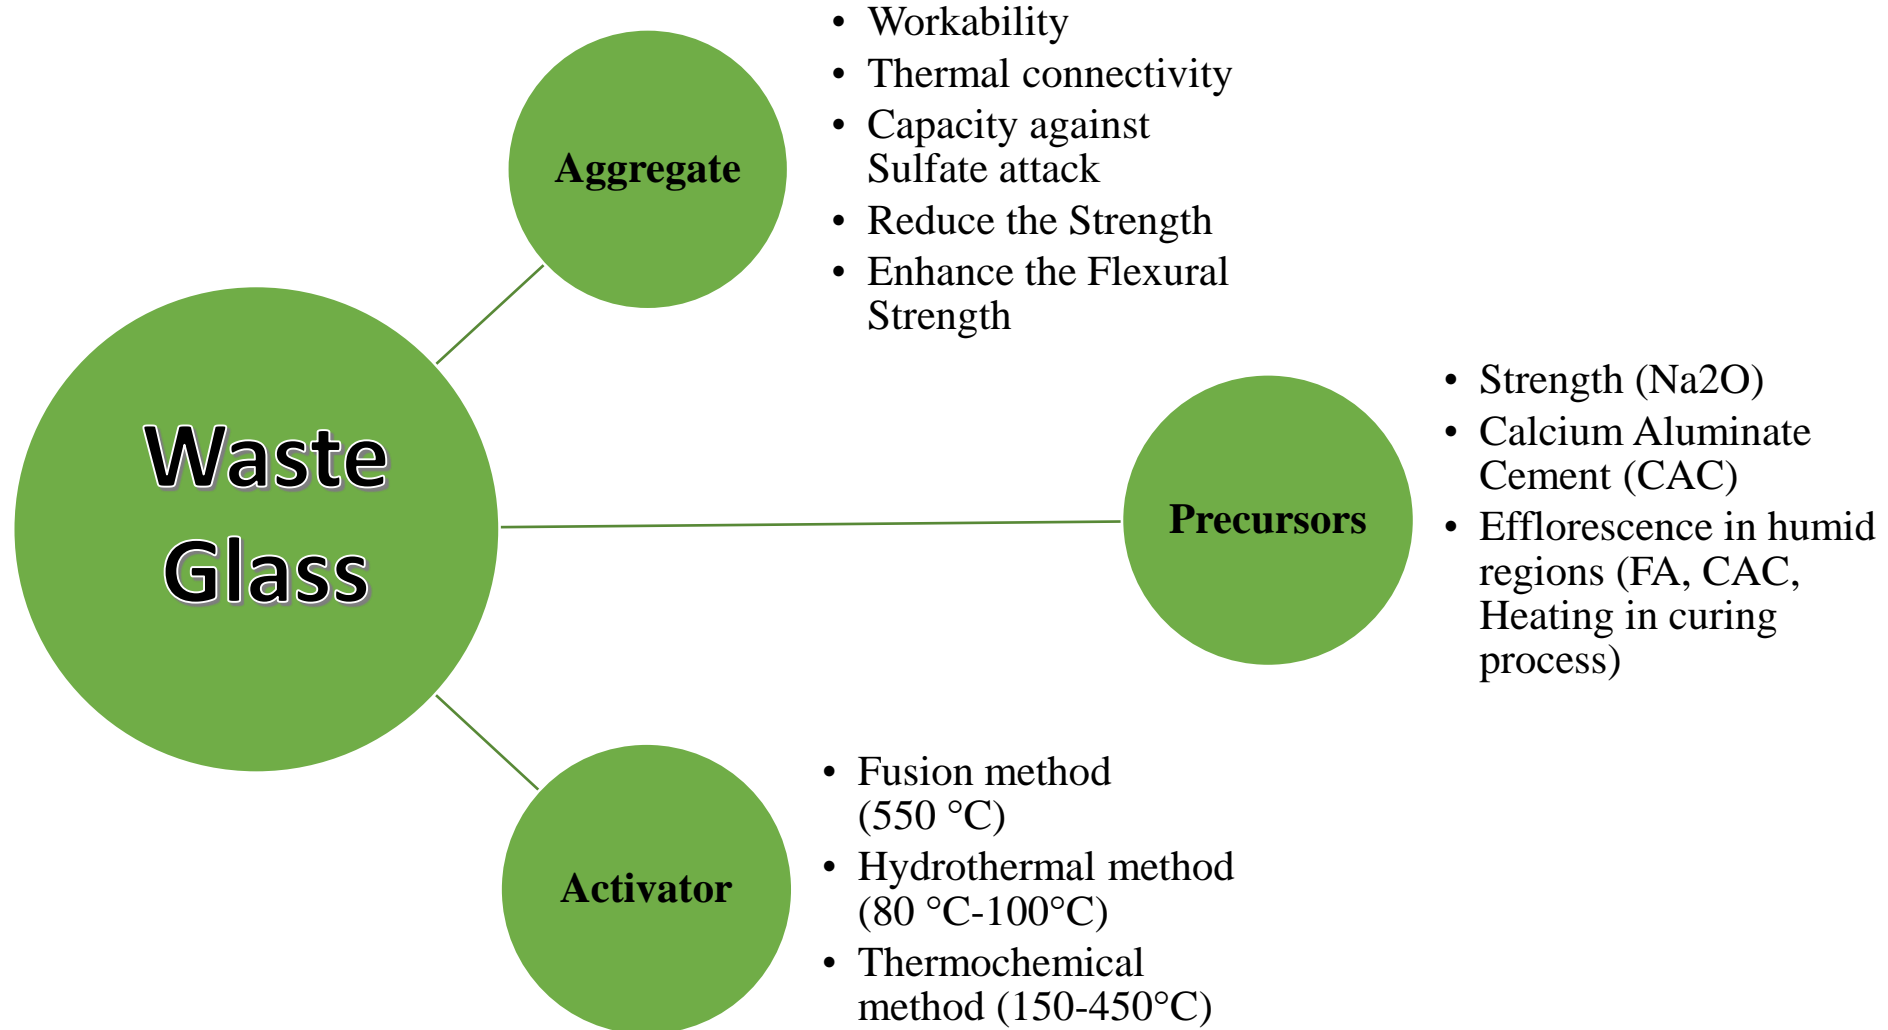 Waste
Glass
Aggregate
• Workability
• Thermal connectivity
• Capacity against
Sulfate attack
• Reduce the Strength
• Enhance the Flexural
Strength
Precursors
• Strength (Na2O)
• Calcium Aluminate
Cement (CAC)
• Efflorescence in humid
regions (FA, CAC,
Heating in curing
process)
Activator
• Fusion method
(550 °C)
• Hydrothermal method
(80 °C-100°C)
• Thermochemical
method (150-450°C)